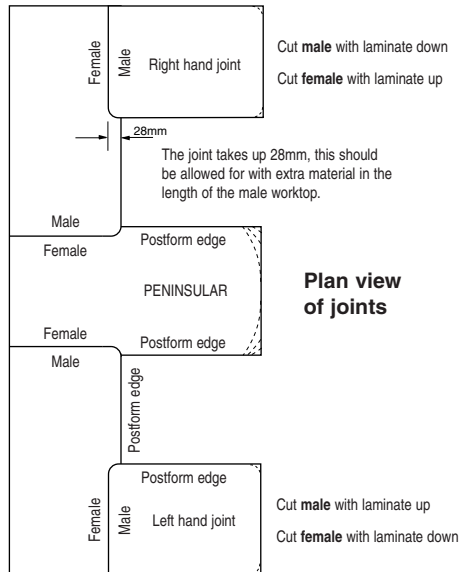 Female
Male
Right hand joint
Cut male with laminate down
Cut female with laminate up
28mm
The joint takes up 28mm, this should
be allowed for with extra material in the
length of the male worktop.
Male
Female
Postform edge
PENINSULAR
Plan view
of joints
Female
Male
Postform edge
Postform edge
Postform edge
Female
Male
Left hand joint
Cut male with laminate up
Cut female with laminate down